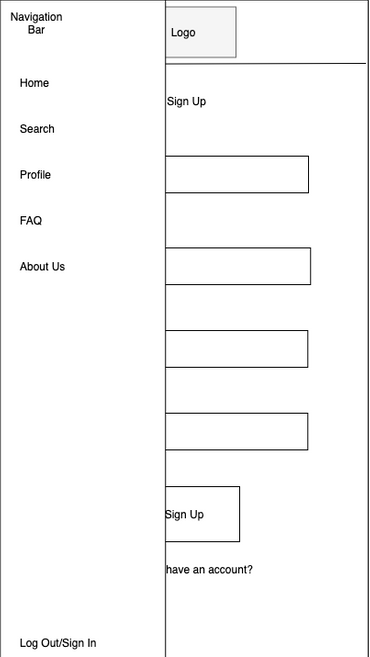 Navigation
Bar
Logo
Home
Sign Up
Search
Profile
FAQ
About Us
Sign Up
have an account?
Log Out/Sign In